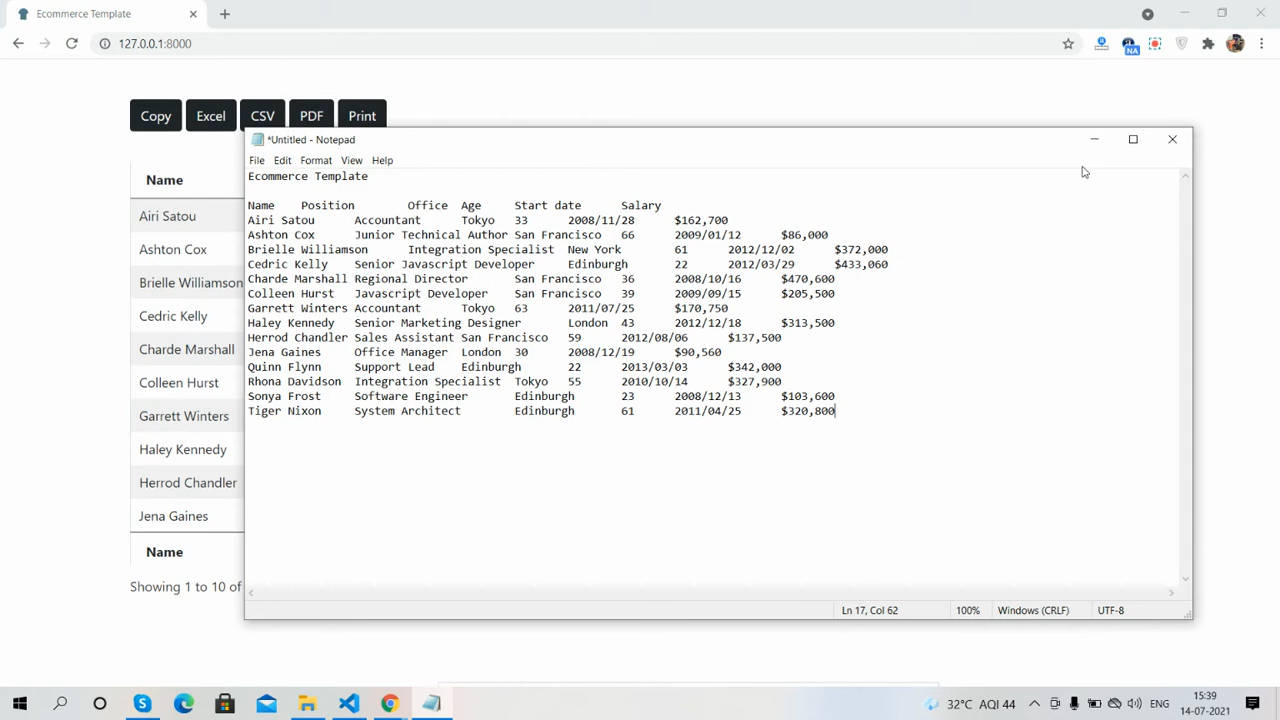 Ecommerce Template
127.0.0.1:8000
NA
Copy Excel CSV PDF Print
*Untitled - Notepad
File Edit Format View Help
Ecommerce Template
Name Position Office Age Start date Salary
Airi Satou Accountant Tokyo 33 2008/11/28 $162,700
Ashton Cox Junior Technical Author San Francisco 66 2009/01/12 $86,000
Brielle Williamson Integration Specialist New York 61 2012/12/02 $372,000
Cedric Kelly Senior Javascript Developer Edinburgh 22 2012/03/29 $433,060
Charde Marshall Regional Director San Francisco 36 2008/10/16 $470,600
Colleen Hurst Javascript Developer San Francisco 39 2009/09/15 $205,500
Garrett Winters Accountant Tokyo 63 2011/07/25 $170,750
Haley Kennedy Senior Marketing Designer London 43 2012/12/18 $313,500
Herrod Chandler Sales Assistant San Francisco 59 2012/08/06 $137,500
Jena Gaines Office Manager London 30 2008/12/19 $90,560
Quinn Flynn Support Lead Edinburgh 22 2013/03/03 $342,000
Rhona Davidson Integration Specialist Tokyo 55 2010/10/14 $327,900
Sonya Frost Software Engineer Edinburgh 23 2008/12/13 $103,600
Tiger Nixon System Architect Edinburgh 61 2011/04/25 $320,800
Ln 17, Col 62 100% Windows (CRLF) UTF-8
Name
Airi Satou
Ashton Cox
Brielle Williamson
Cedric Kelly
Charde Marshall
Colleen Hurst
Garrett Winters
Haley Kennedy
Herrod Chandler
Jena Gaines
Name
Showing 1 to 10 of
32°C AQI 44 ENG 15:39
14-07-2021